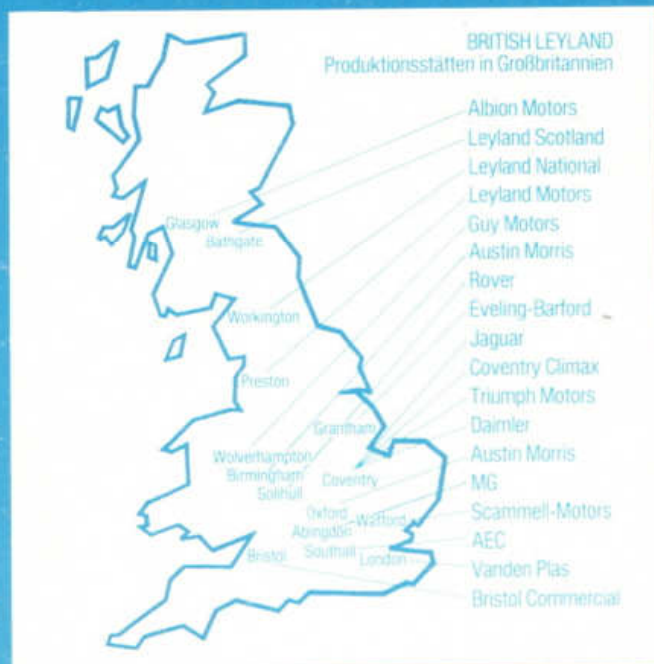 BRITISH LEYLAND
Produktionsstätten in Großbritannien
Albion Motors
Leyland Scotland
Leyland National
Leyland Motors
Guy Motors
Austin Morris
Rover
Eveling-Barford
Jaguar
Coventry Climax
Triumph Motors
Daimler
Austin Morris
MG
Scammell-Motors
AEC
Vanden Plas
Bristol Commercial
Glasgow
Bathgate
Workington
Preston
Grantham
Wolverhampton
Birmingham
Solihull
Coventry
Oxford
Abingdon
Watford
Southall
London
Bristol